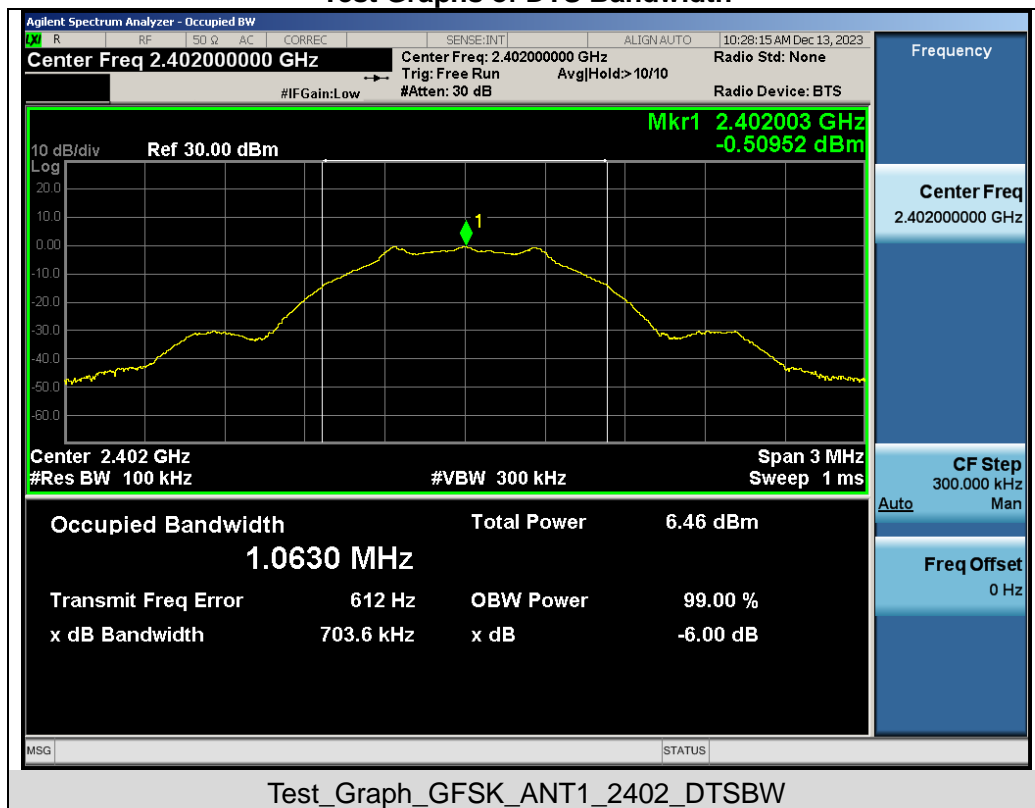 Test Graphs of DTS Bandwidth
Agilent Spectrum Analyzer - Occupied BW
LXI R RF 50 Ω AC CORREC SENSE:INT ALIGN AUTO 10:28:15 AM Dec 13, 2023
Center Freq 2.402000000 GHz
Center Freq: 2.402000000 GHz Radio Std: None
Trig: Free Run Avg|Hold:> 10/10
#IFGain:Low #Atten: 30 dB Radio Device: BTS
Frequency
Mkr1 2.402003 GHz
-0.50952 dBm
10 dB/div Ref 30.00 dBm
Log
20.0
10.0
0.00
-10.0
-20.0
-30.0
-40.0
-50.0
-60.0
1
Center 2.402 GHz Span 3 MHz
#Res BW 100 kHz #VBW 300 kHz Sweep 1 ms
Center Freq
2.402000000 GHz
CF Step
300.000 kHz
Auto Man
Freq Offset
0 Hz
Occupied Bandwidth Total Power 6.46 dBm
1.0630 MHz
Transmit Freq Error 612 Hz OBW Power 99.00 %
x dB Bandwidth 703.6 kHz x dB -6.00 dB
MSG STATUS
Test_Graph_GFSK_ANT1_2402_DTSBW